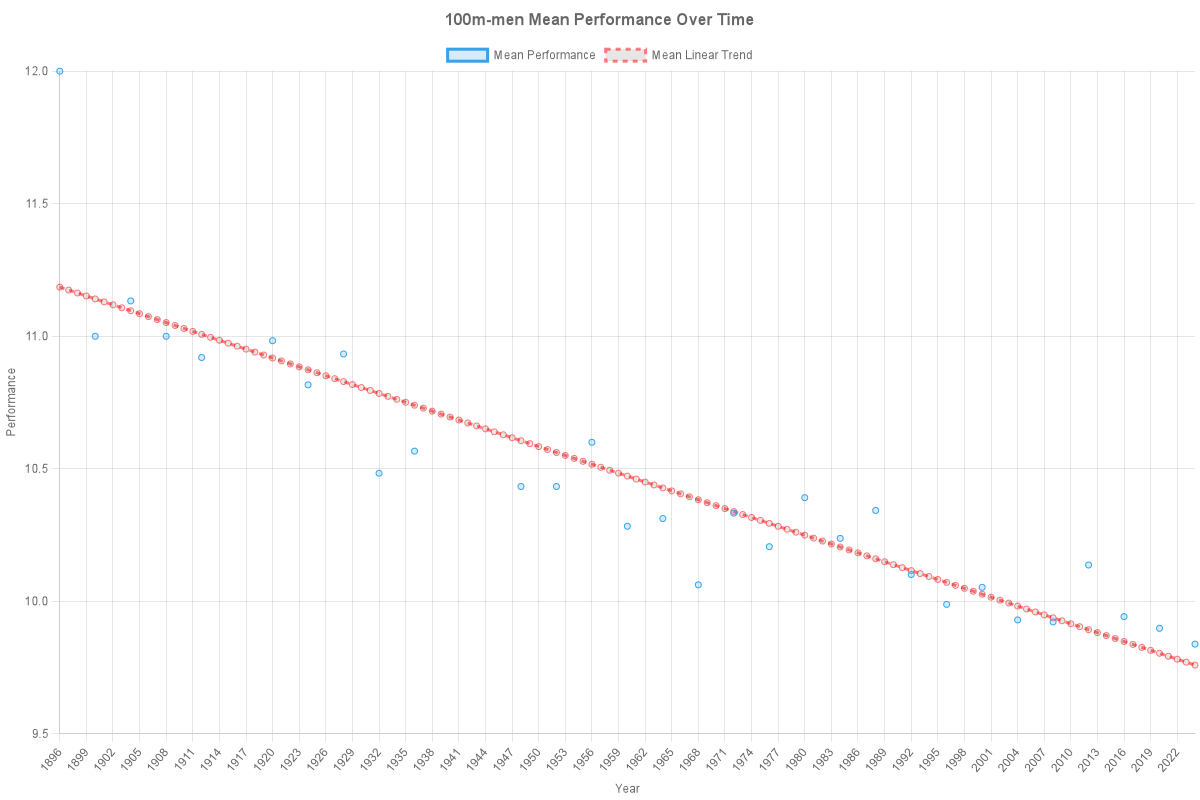 100m-men Mean Performance Over Time
Mean Performance Mean Linear Trend
12.0
11.5
11.0
10.5
10.0
9.5
Performance
1896 1899 1902 1905 1908 1911 1914 1917 1920 1923 1926 1929 1932 1935 1938 1941 1944 1947 1950 1953 1956 1959 1962 1965 1968 1971 1974 1977 1980 1983 1986 1989 1992 1995 1998 2001 2004 2007 2010 2013 2016 2019 2022
Year